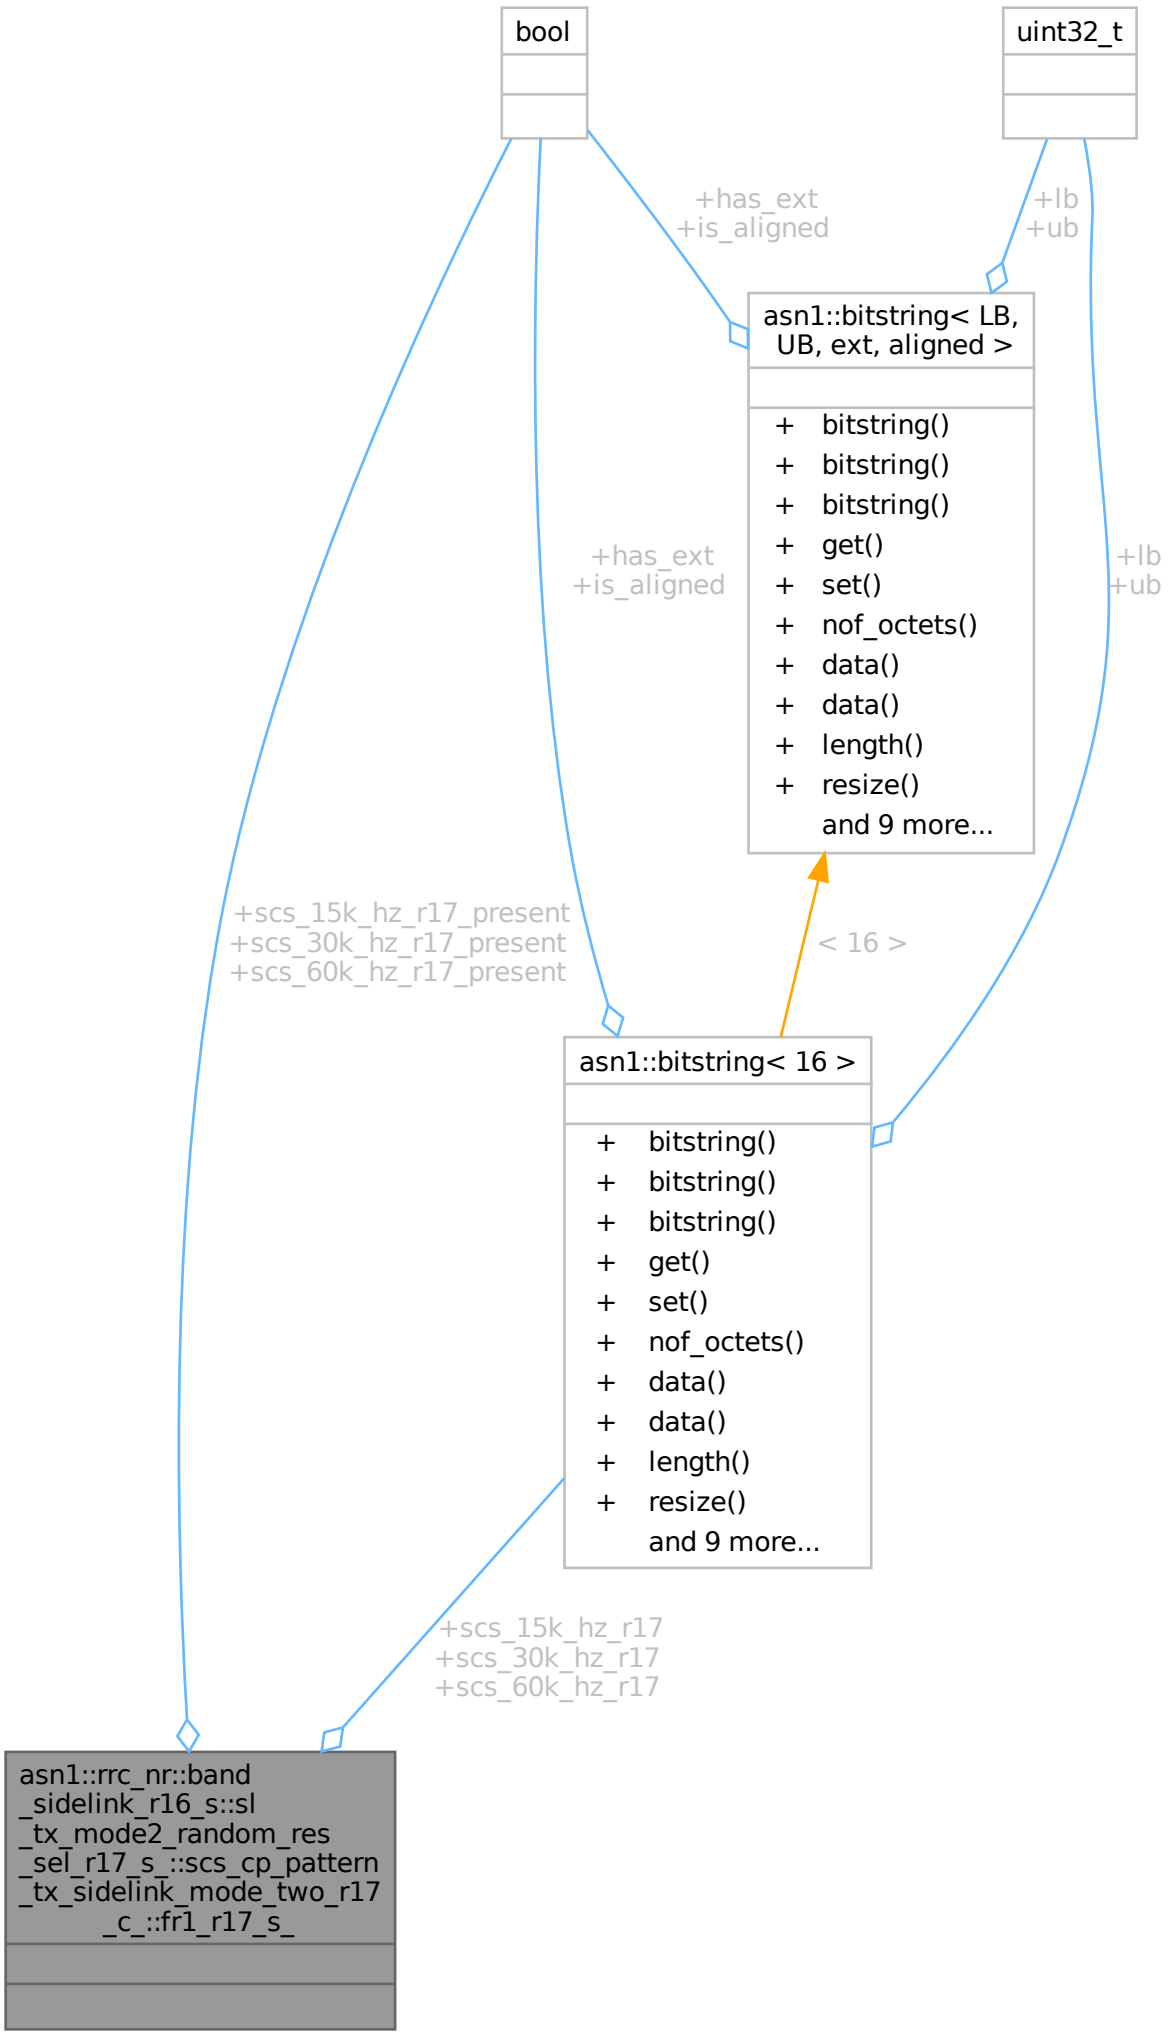 bool
uint32_t
+has_ext
+is_aligned
+lb
+ub
asn1::bitstring< LB,
UB, ext, aligned >
+ bitstring()
+ bitstring()
+ bitstring()
+ get()
+ set()
+ nof_octets()
+ data()
+ data()
+ length()
+ resize()
and 9 more...
+has_ext
+is_aligned
+lb
+ub
+scs_15k_hz_r17_present
+scs_30k_hz_r17_present
+scs_60k_hz_r17_present
< 16 >
asn1::bitstring< 16 >
+ bitstring()
+ bitstring()
+ bitstring()
+ get()
+ set()
+ nof_octets()
+ data()
+ data()
+ length()
+ resize()
and 9 more...
+scs_15k_hz_r17
+scs_30k_hz_r17
+scs_60k_hz_r17
asn1::rrc_nr::band
_sidelink_r16_s::sl
_tx_mode2_random_res
_sel_r17_s_::scs_cp_pattern
_tx_sidelink_mode_two_r17
_c_::fr1_r17_s_